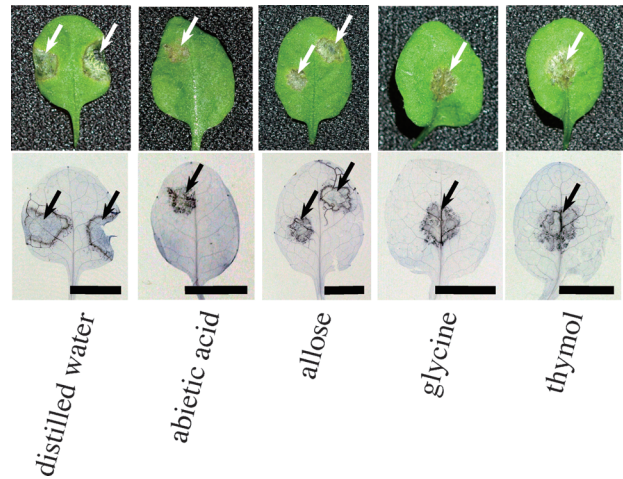 distilled water
abietic acid
allose
glycine
thymol